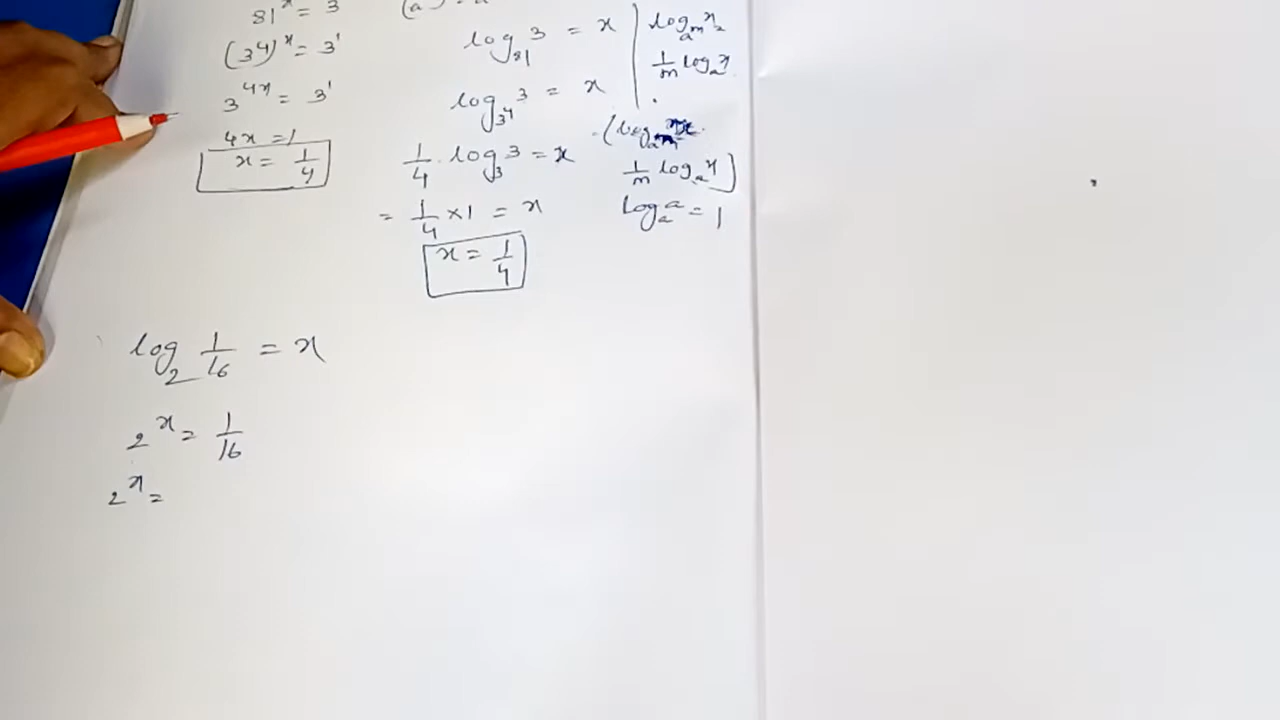 81^x = 3
(3^4)^x = 3^1
3^{4x} = 3^1
4x = 1
x = 1/4
log_81 3 = x
log_{3^4} 3 = x
1/4 . log_3 3 = x
= 1/4 × 1 = x
x = 1/4
log_{a^m} x =
1/m log_a x
1/m log_a x]
log_a a = 1
log_2 1/16 = x
2^x = 1/16
2^x =